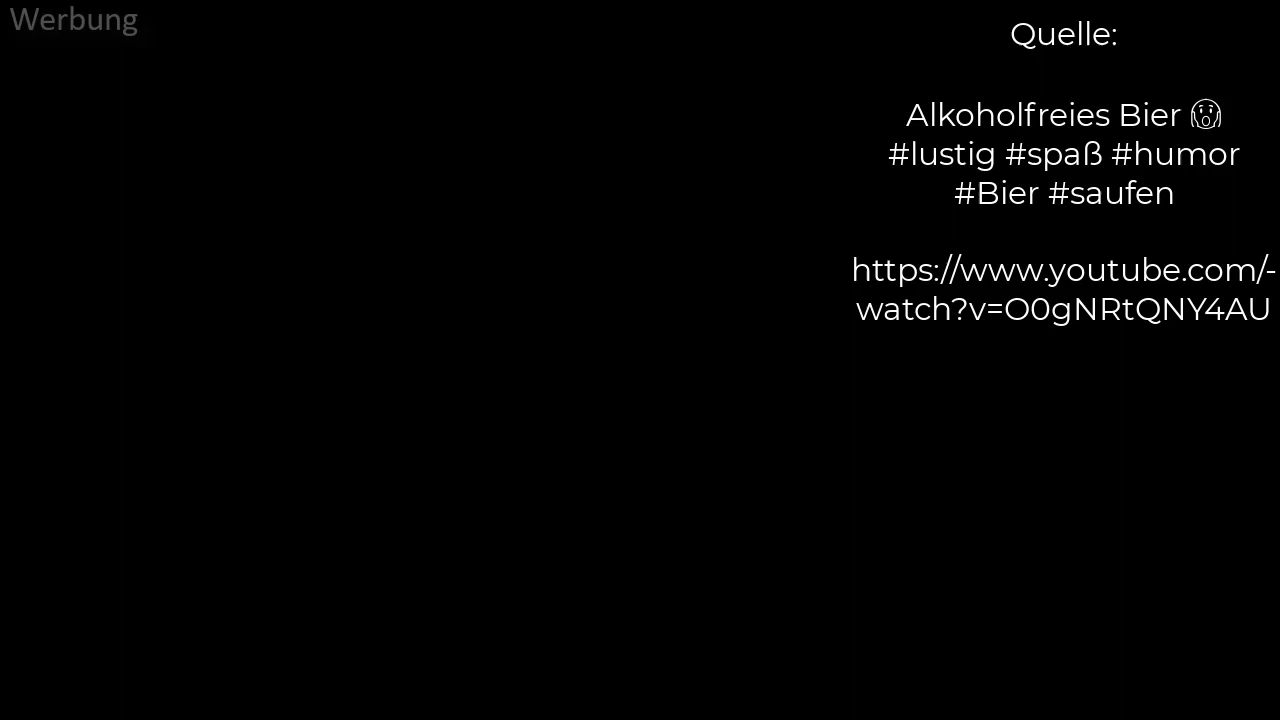 Werbung
Quelle:
Alkoholfreies Bier 😱
#lustig #spaß #humor
#Bier #saufen
https://www.youtube.com/-
watch?v=O0gNRtQNY4AU